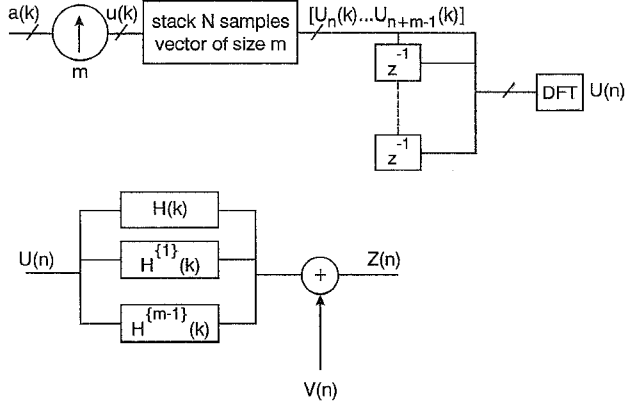 a(k) u(k) stack N samples [U_n(k)...U_{n+m-1}(k)]
vector of size m
m
z^{-1}
DFT U(n)
z^{-1}
H(k)
U(n) H^{1}(k) Z(n)
+
H^{m-1}(k)
V(n)